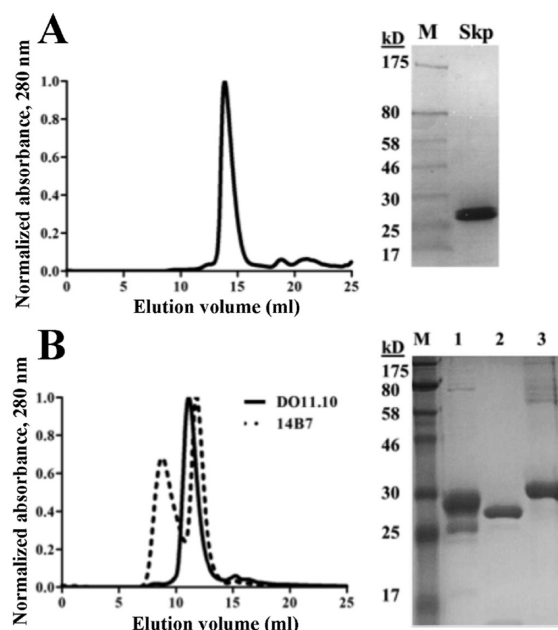 A
Normalized absorbance, 280 nm
1.0
0.8
0.6
0.4
0.2
0.0
0 5 10 15 20 25
Elution volume (ml)
kD M Skp
175
80
58
46
30
25
17
B
Normalized absorbance, 280 nm
1.0
0.8
0.6
0.4
0.2
0.0
0 5 10 15 20 25
Elution volume (ml)
DO11.10
14B7
kD M 1 2 3
175
80
58
46
30
25
17